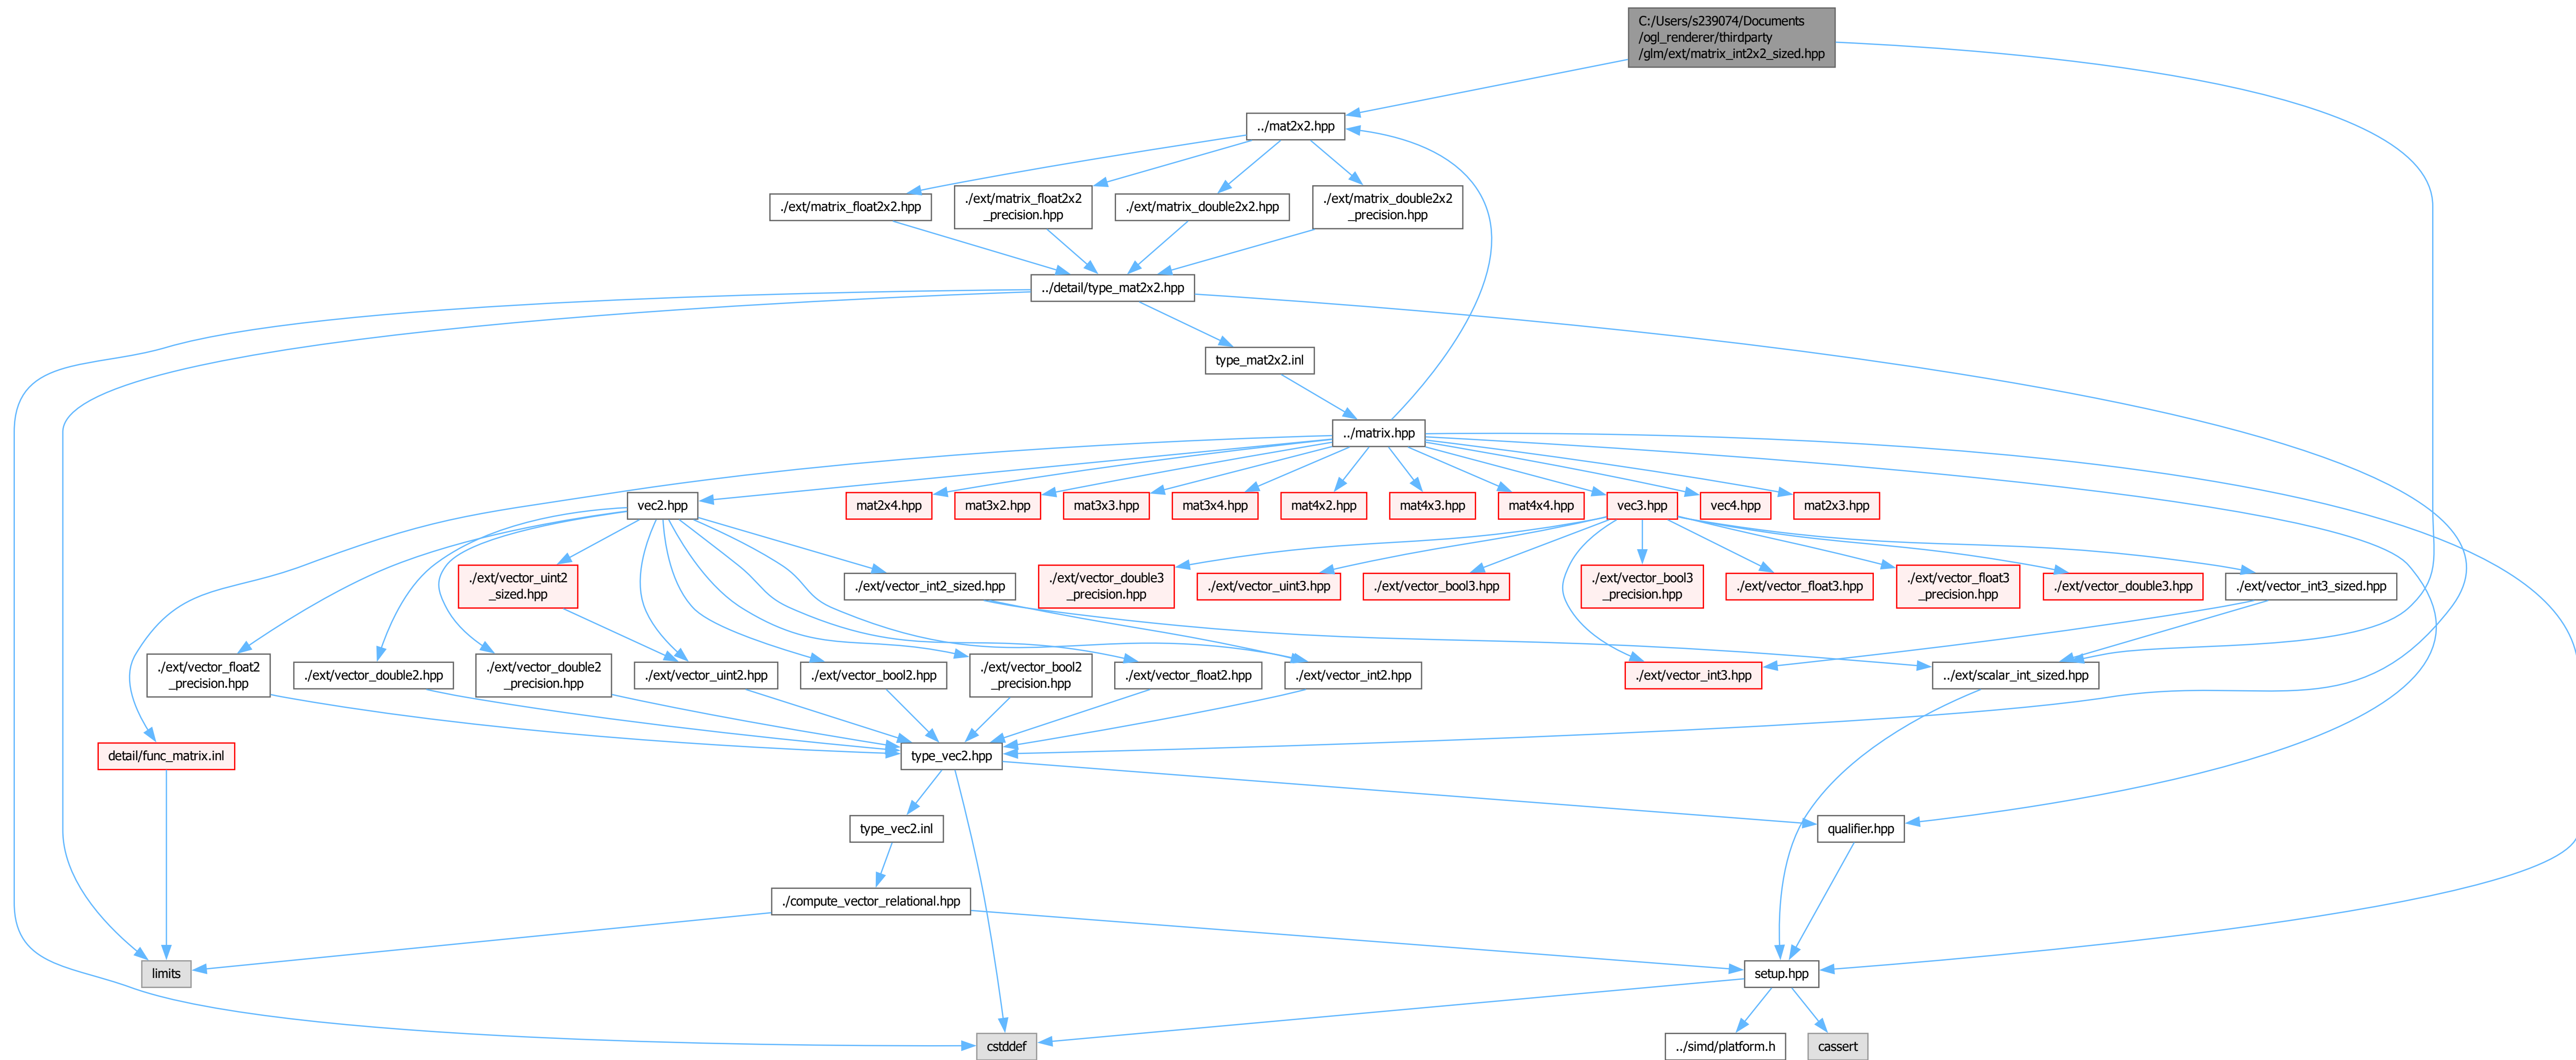 C:/Users/s239074/Documents
/ogl_renderer/thirdparty
/glm/ext/matrix_int2x2_sized.hpp
../mat2x2.hpp
./ext/matrix_float2x2.hpp
./ext/matrix_float2x2
_precision.hpp
./ext/matrix_double2x2.hpp
./ext/matrix_double2x2
_precision.hpp
../detail/type_mat2x2.hpp
type_mat2x2.inl
../matrix.hpp
vec2.hpp
mat2x4.hpp
mat3x2.hpp
mat3x3.hpp
mat3x4.hpp
mat4x2.hpp
mat4x3.hpp
mat4x4.hpp
vec3.hpp
vec4.hpp
mat2x3.hpp
./ext/vector_uint2
_sized.hpp
./ext/vector_int2_sized.hpp
./ext/vector_double3
_precision.hpp
./ext/vector_uint3.hpp
./ext/vector_bool3.hpp
./ext/vector_bool3
_precision.hpp
./ext/vector_float3.hpp
./ext/vector_float3
_precision.hpp
./ext/vector_double3.hpp
./ext/vector_int3_sized.hpp
./ext/vector_float2
_precision.hpp
./ext/vector_double2.hpp
./ext/vector_double2
_precision.hpp
./ext/vector_uint2.hpp
./ext/vector_bool2.hpp
./ext/vector_bool2
_precision.hpp
./ext/vector_float2.hpp
./ext/vector_int2.hpp
./ext/vector_int3.hpp
../ext/scalar_int_sized.hpp
detail/func_matrix.inl
type_vec2.hpp
type_vec2.inl
qualifier.hpp
./compute_vector_relational.hpp
limits
setup.hpp
cstddef
../simd/platform.h
cassert